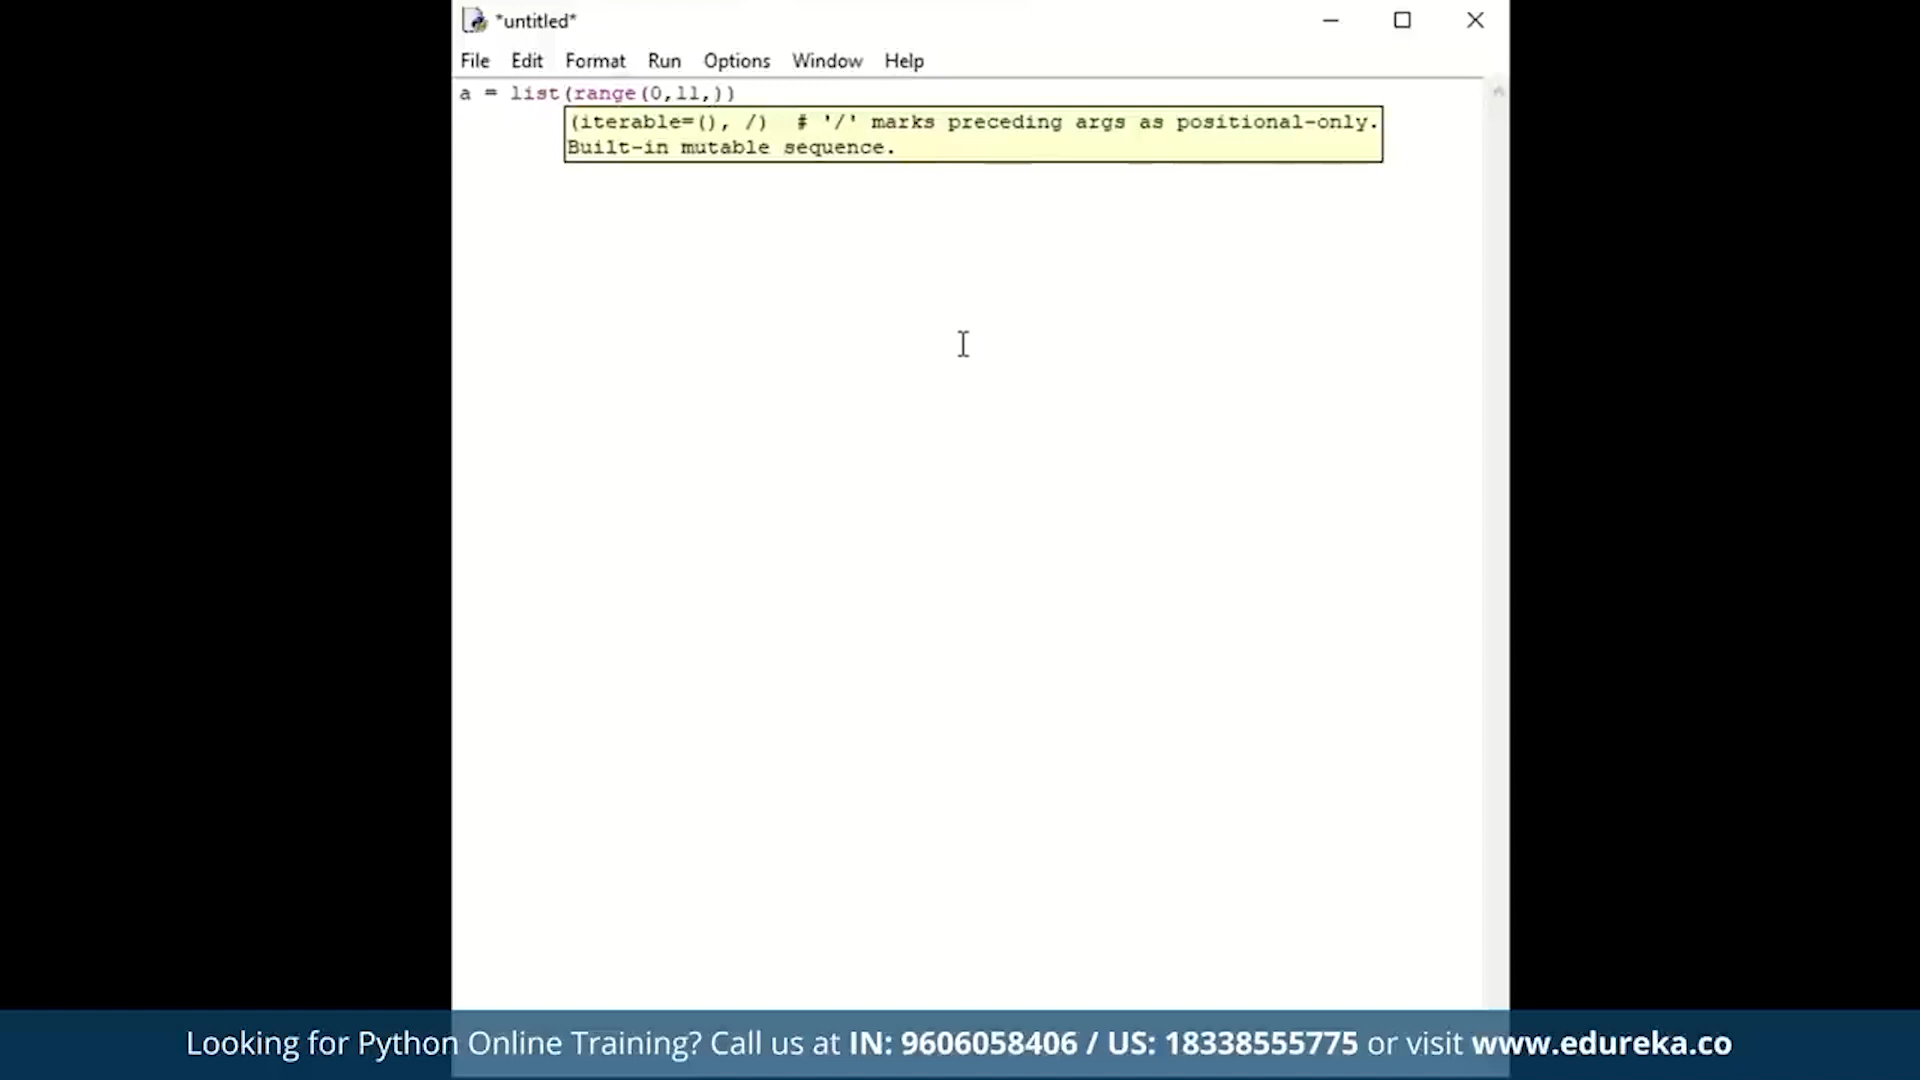 *untitled*
File Edit Format Run Options Window Help
a = list(range(0,11,))
(iterable=(), /)  # '/' marks preceding args as positional-only.
Built-in mutable sequence.
Looking for Python Online Training? Call us at IN: 9606058406 / US: 18338555775 or visit www.edureka.co